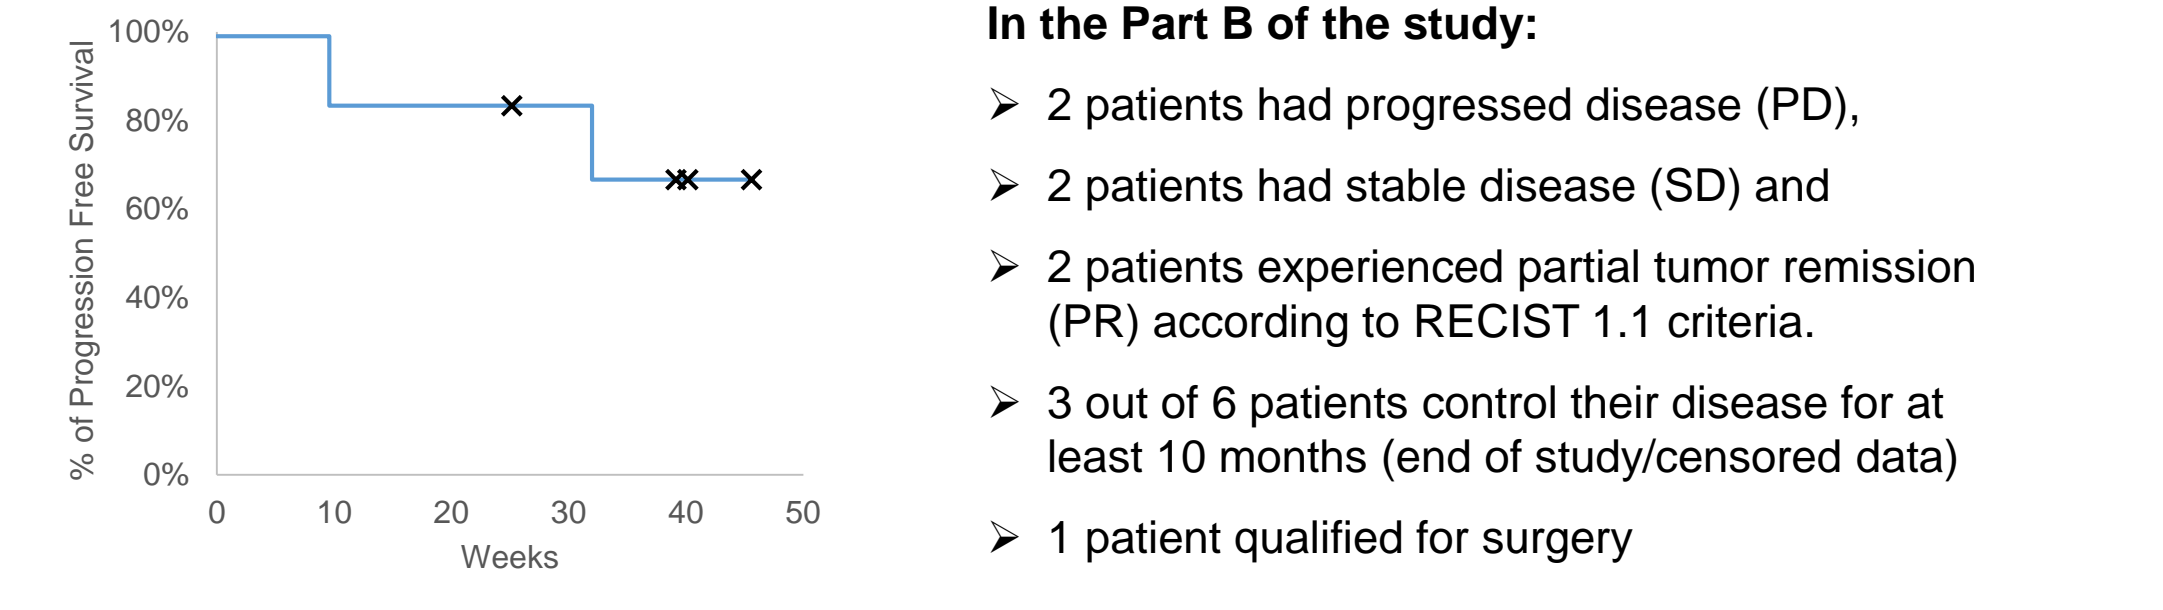 100%
80%
60%
40%
20%
0%
% of Progression Free Survival
0 10 20 30 40 50
Weeks
In the Part B of the study:
➢ 2 patients had progressed disease (PD),
➢ 2 patients had stable disease (SD) and
➢ 2 patients experienced partial tumor remission
(PR) according to RECIST 1.1 criteria.
➢ 3 out of 6 patients control their disease for at
least 10 months (end of study/censored data)
➢ 1 patient qualified for surgery